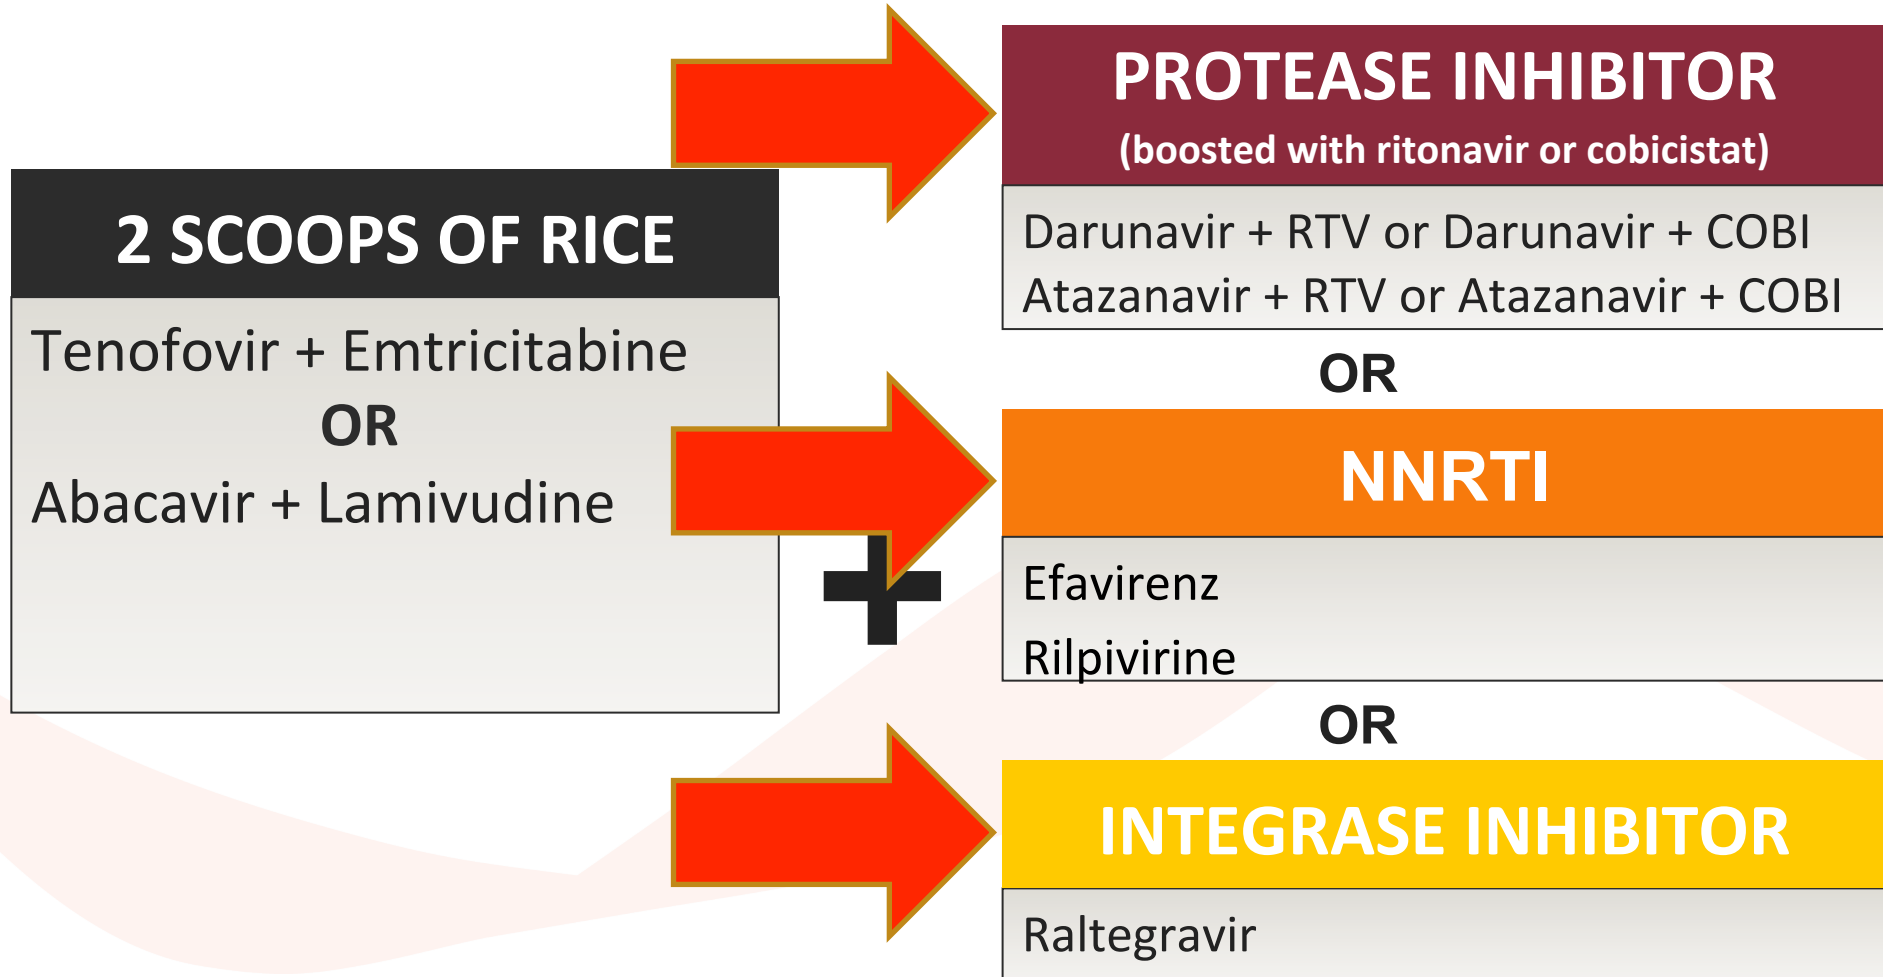 2 SCOOPS OF RICE
Tenofovir + Emtricitabine
OR
Abacavir + Lamivudine
+
PROTEASE INHIBITOR
(boosted with ritonavir or cobicistat)
Darunavir + RTV or Darunavir + COBI
Atazanavir + RTV or Atazanavir + COBI
OR
NNRTI
Efavirenz
Rilpivirine
OR
INTEGRASE INHIBITOR
Raltegravir